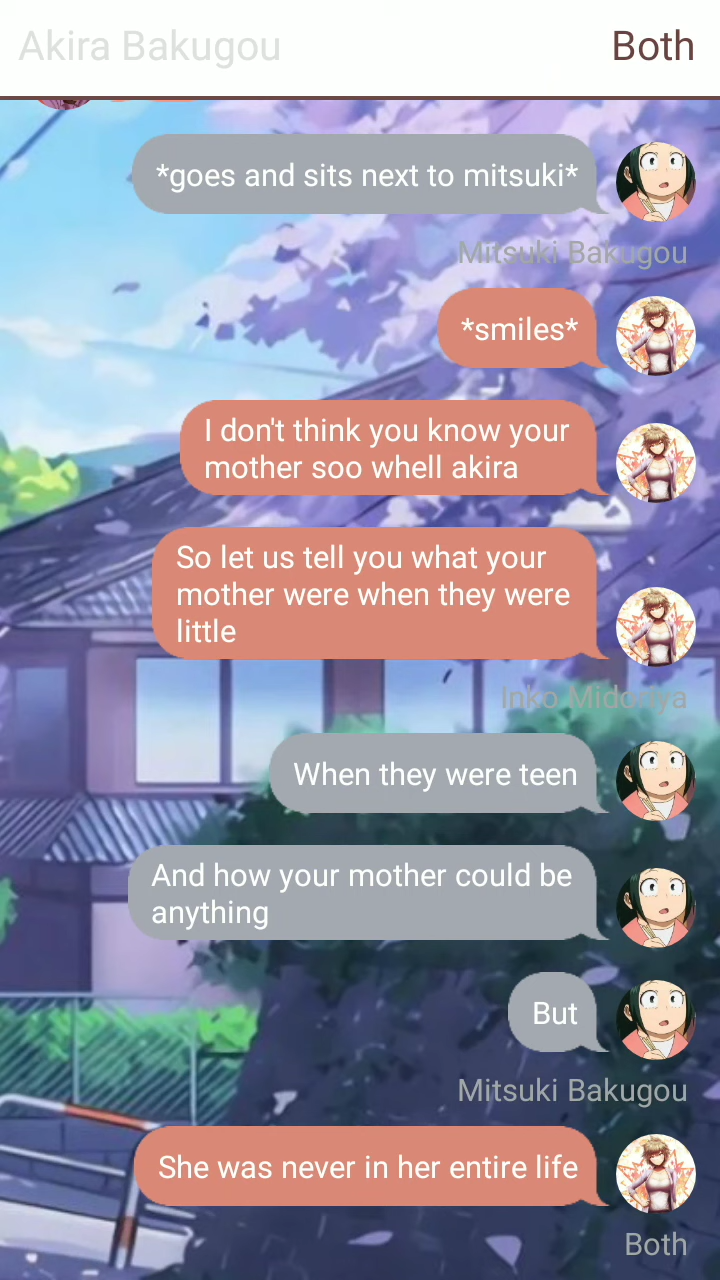 Akira Bakugou
Both
*goes and sits next to mitsuki*
Mitsuki Bakugou
*smiles*
I don't think you know your
mother soo whell akira
So let us tell you what your
mother were when they were
little
Inko Midoriya
When they were teen
And how your mother could be
anything
But
Mitsuki Bakugou
She was never in her entire life
Both